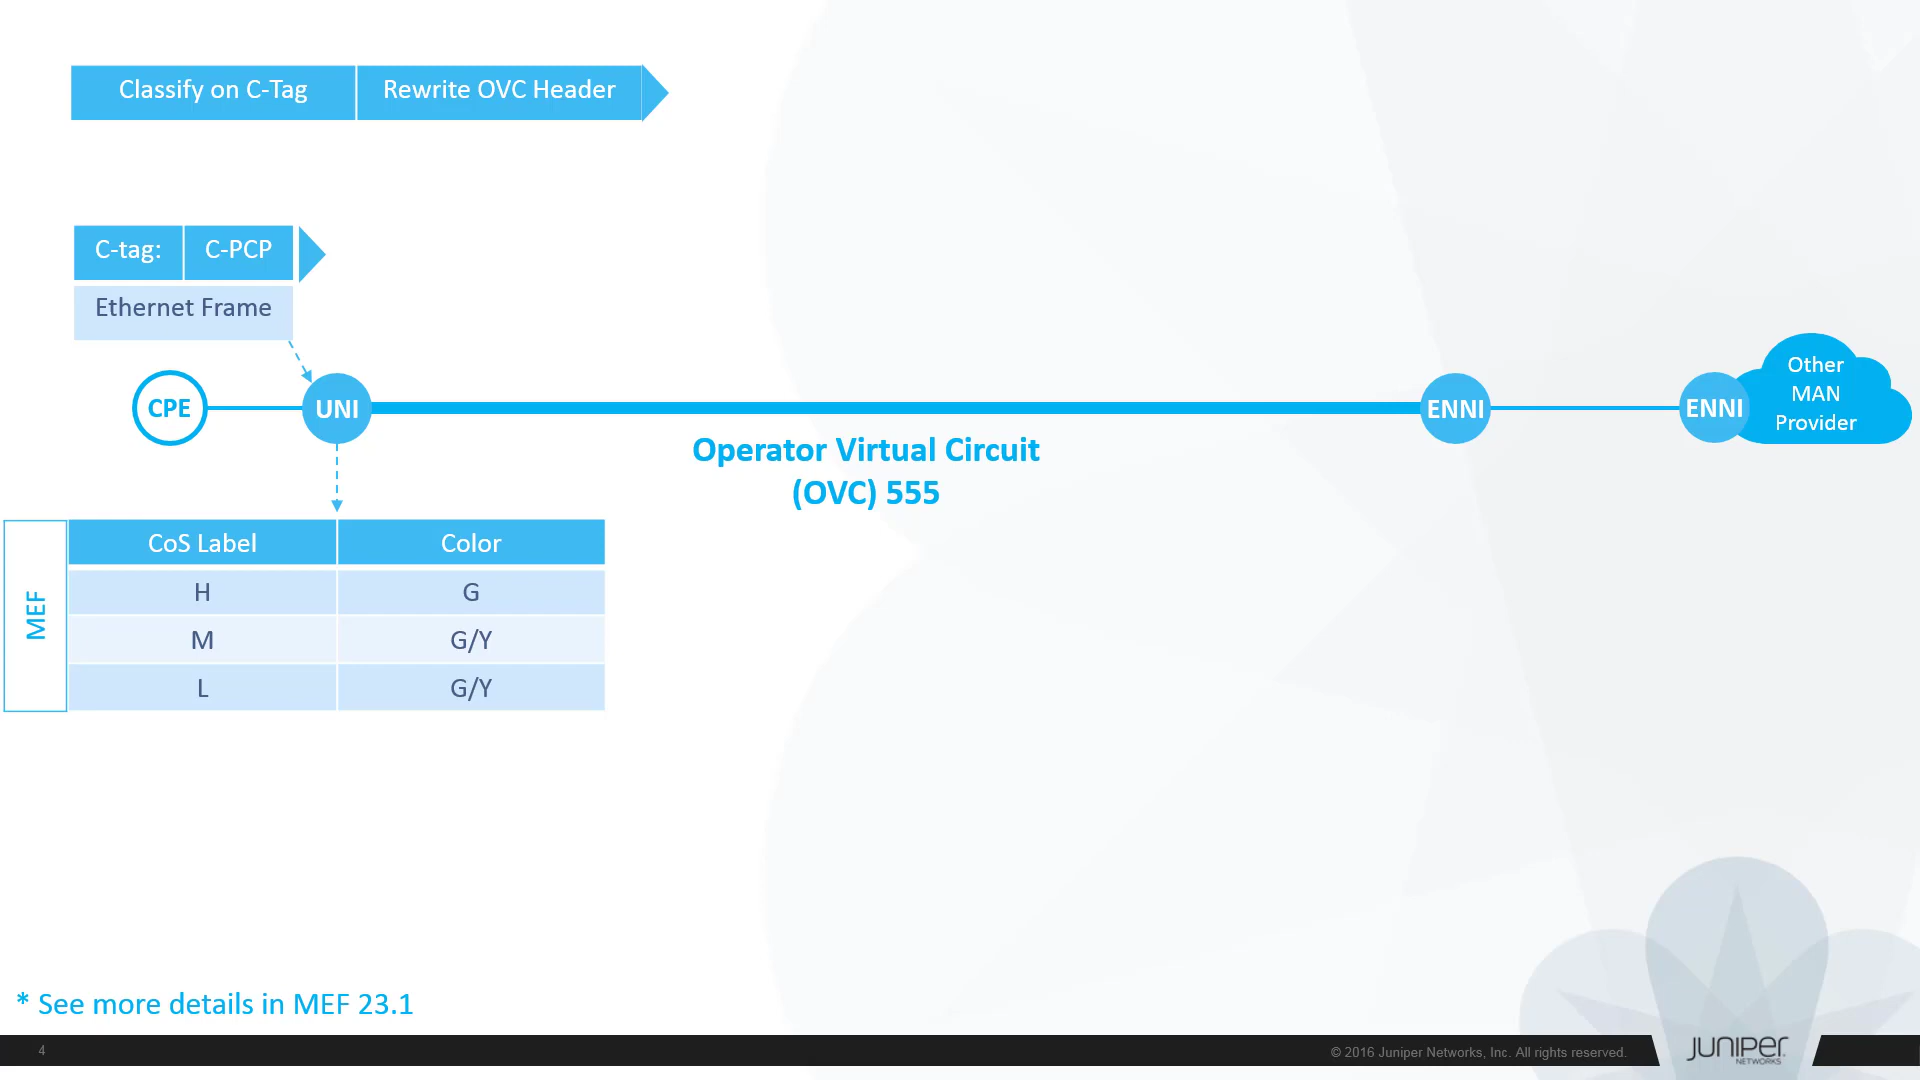 Classify on C-Tag
Rewrite OVC Header
C-tag:
C-PCP
Ethernet Frame
CPE
UNI
ENNI
ENNI
Other
MAN
Provider
Operator Virtual Circuit
(OVC) 555
MEF
CoS Label
Color
H
G
M
G/Y
L
G/Y
* See more details in MEF 23.1
4
© 2016 Juniper Networks, Inc. All rights reserved.
JUNIPER
NETWORKS